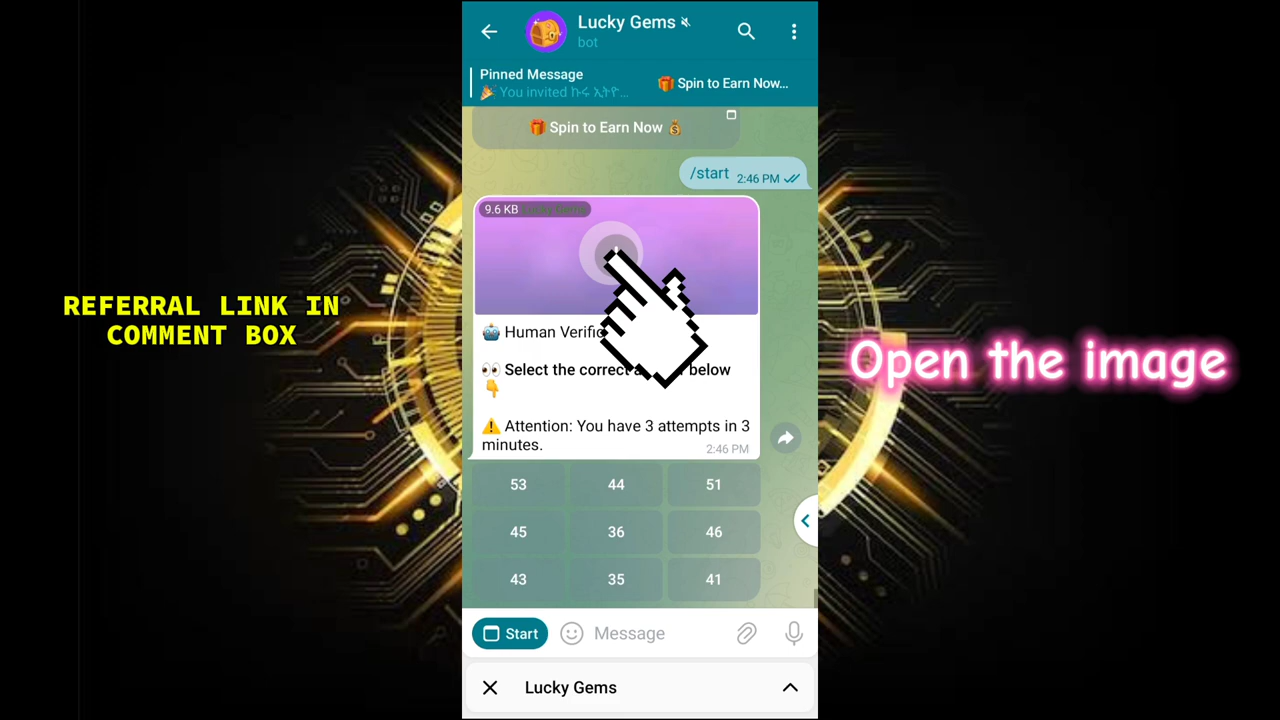 Lucky Gems
bot
Pinned Message
🎉 You invited
🎁 Spin to Earn Now...
🎁 Spin to Earn Now 💰
/start 2:46 PM
9.6 KB Lucky Gems
REFERRAL LINK IN
COMMENT BOX
Open the image
🤖 Human
👀 Select the correct below
👇
⚠️ Attention: You have 3 attempts in 3
minutes. 2:46 PM
53 44 51
45 36 46
43 35 41
Start Message
Lucky Gems